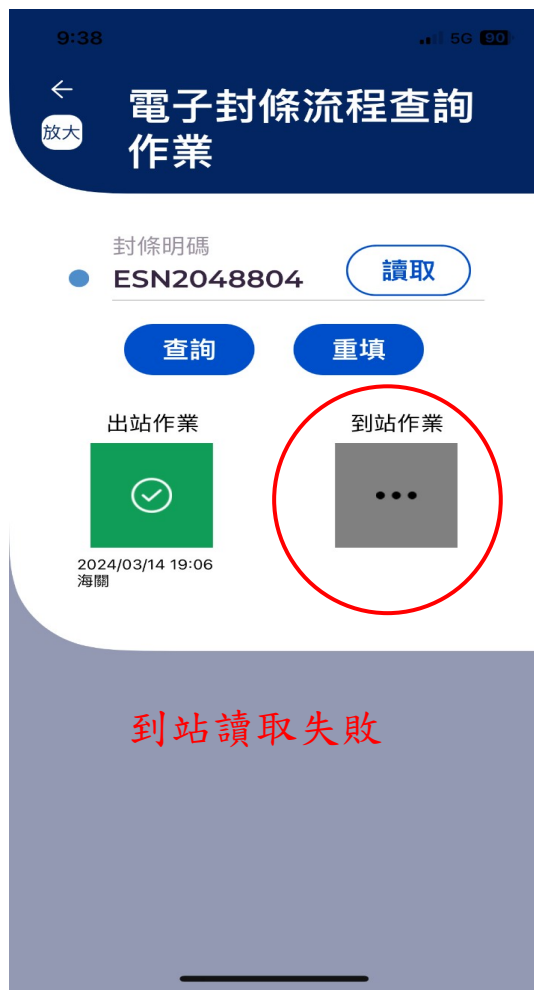 9:38
5G 90
放大
電子封條流程查詢
作業
封條明碼
ESN2048804
讀取
查詢
重填
出站作業
到站作業
2024/03/14 19:06
海關
到站讀取失敗